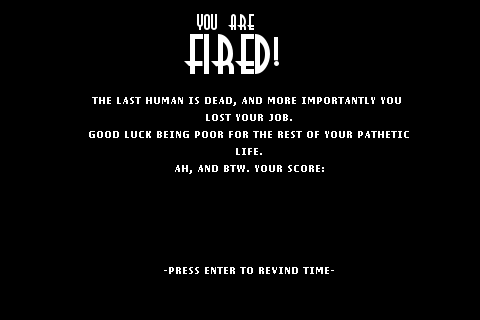 YOU ARE
FIRED!
THE LAST HUMAN IS DEAD, AND MORE IMPORTANTLY YOU
LOST YOUR JOB.
GOOD LUCK BEING POOR FOR THE REST OF YOUR PATHETIC
LIFE.
AH, AND BTW. YOUR SCORE:
-PRESS ENTER TO REVIND TIME-